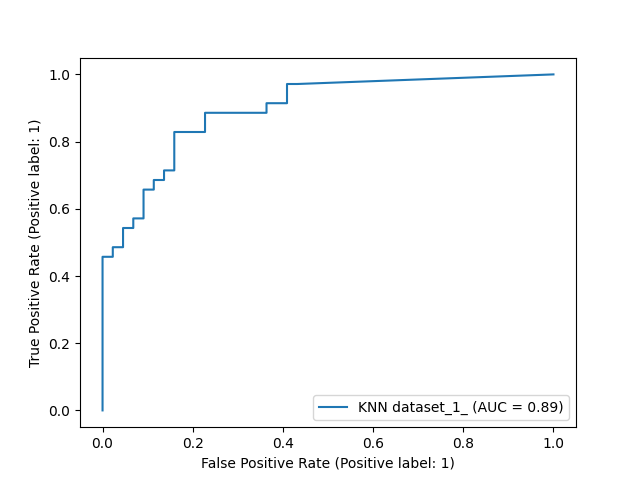 1.0
0.8
0.6
0.4
0.2
0.0
True Positive Rate (Positive label: 1)
KNN dataset_1_ (AUC = 0.89)
0.0 0.2 0.4 0.6 0.8 1.0
False Positive Rate (Positive label: 1)